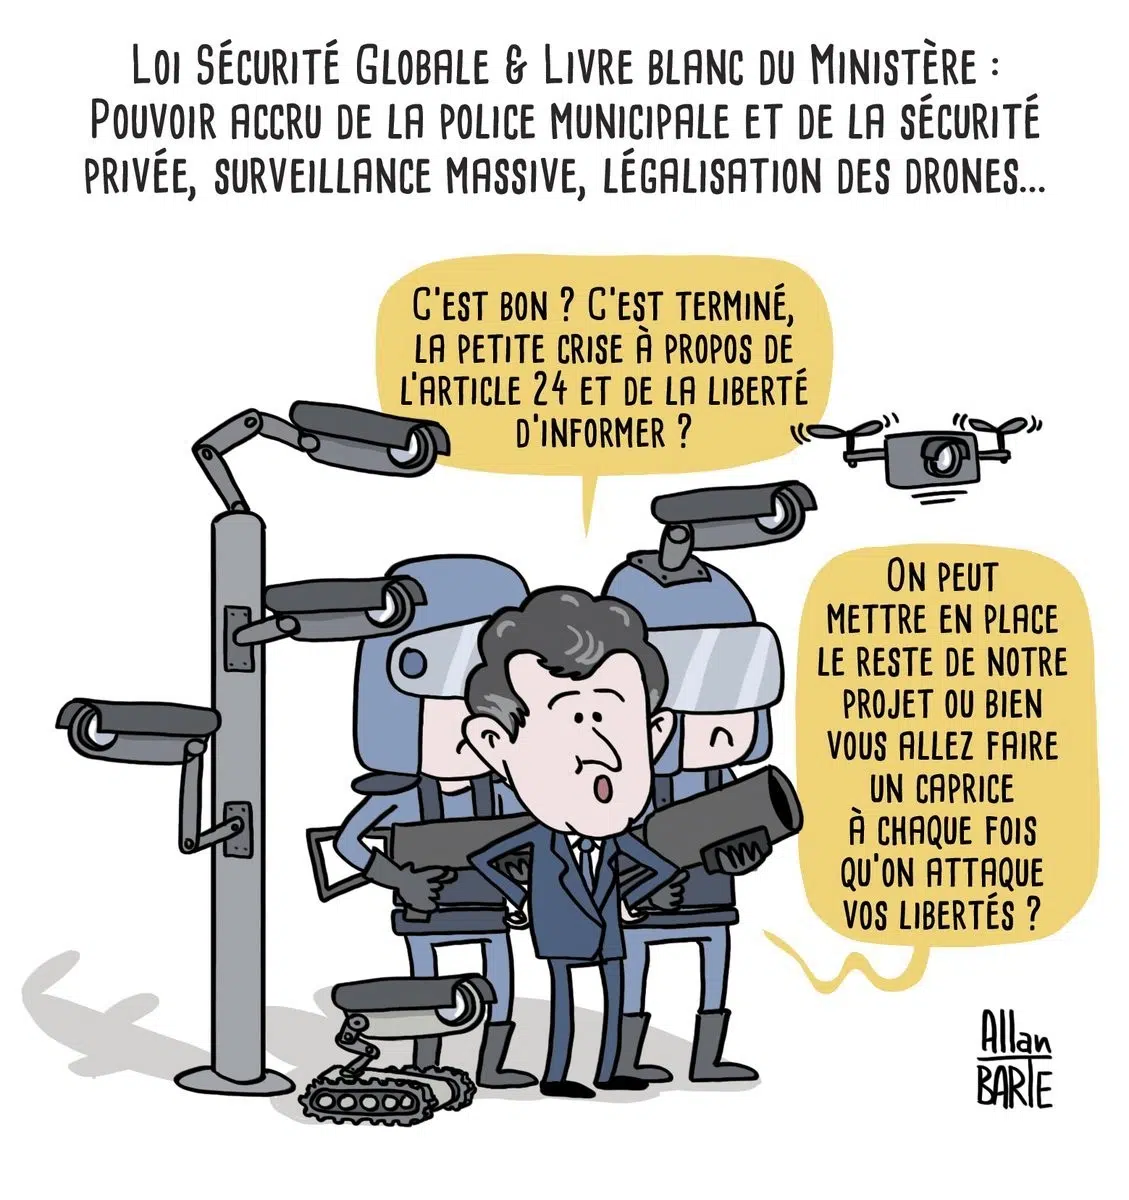 Loi Sécurité Globale & Livre blanc du Ministère :
Pouvoir accru de la police municipale et de la sécurité
privée, surveillance massive, légalisation des drones...
C'est bon ? C'est terminé,
la petite crise à propos de
l'article 24 et de la liberté
d'informer ?
On peut
mettre en place
le reste de notre
projet ou bien
vous allez faire
un caprice
à chaque fois
qu'on attaque
vos libertés ?
Allan
BARTE